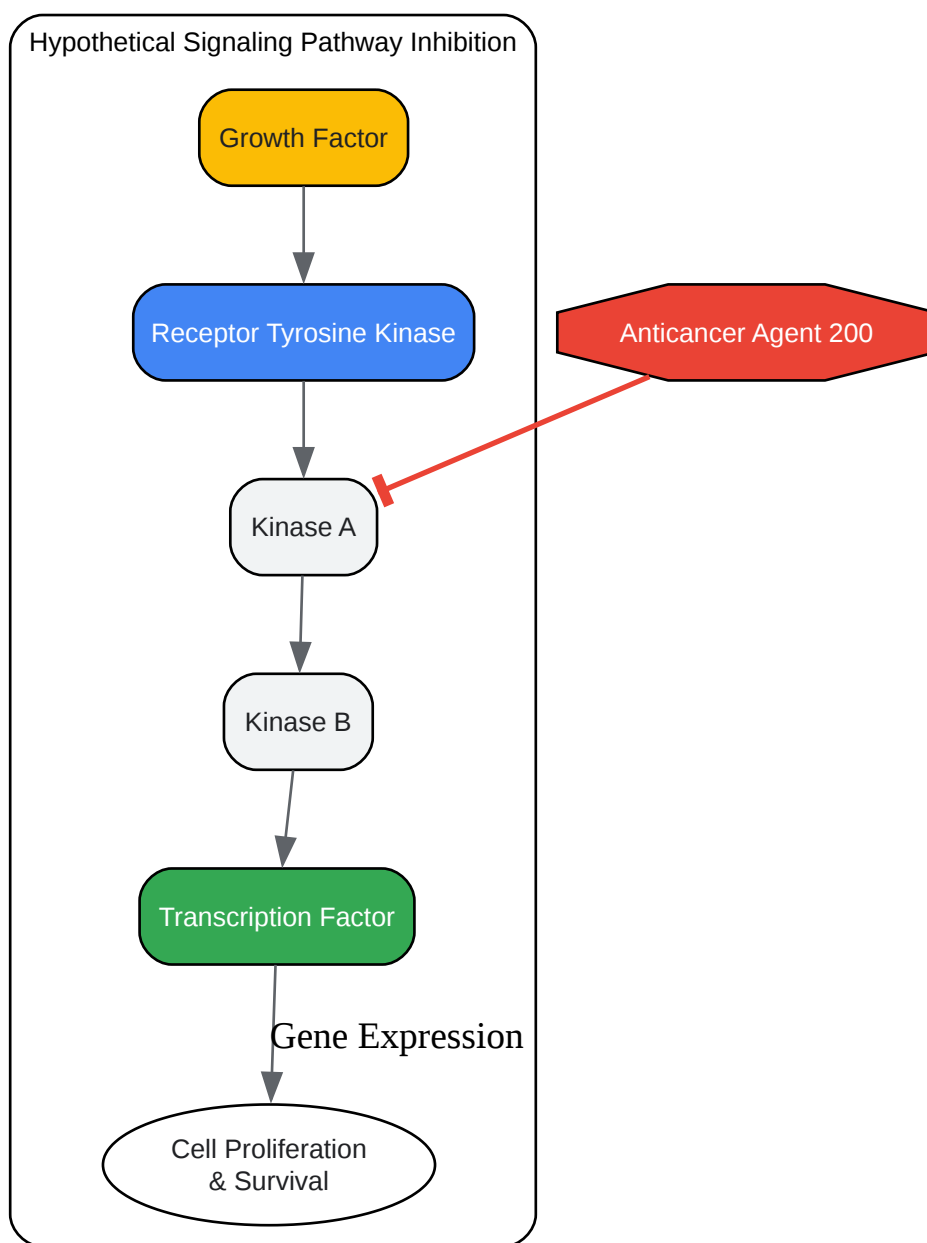 Hypothetical Signaling Pathway Inhibition
Growth Factor
Receptor Tyrosine Kinase
Anticancer Agent 200
Kinase A
Kinase B
Transcription Factor
Gene Expression
Cell Proliferation
& Survival